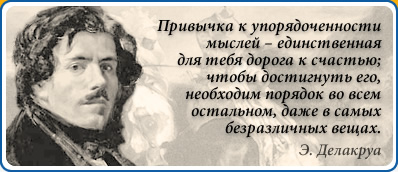 Привычка к упорядоченности
мыслей – единственная
для тебя дорога к счастью;
чтобы достигнуть его,
необходим порядок во всем
остальном, даже в самых
безразличных вещах.
Э. Делакруа